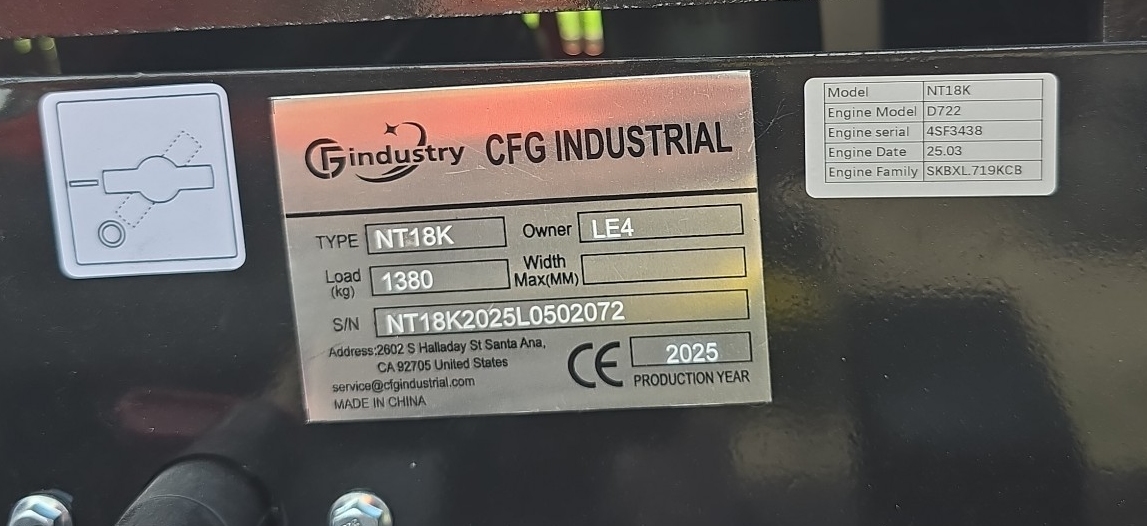 GFindustry CFG INDUSTRIAL
TYPE NT18K Owner LE4
Load (kg) 1380 Width Max(MM)
S/N NT18K2025L0502072
Address:2602 S Halladay St Santa Ana,
CA 92705 United States
service@cfgindustrial.com
MADE IN CHINA
CE 2025
PRODUCTION YEAR
Model NT18K
Engine Model D722
Engine serial 4SF3438
Engine Date 25.03
Engine Family SKBXL.719KCB